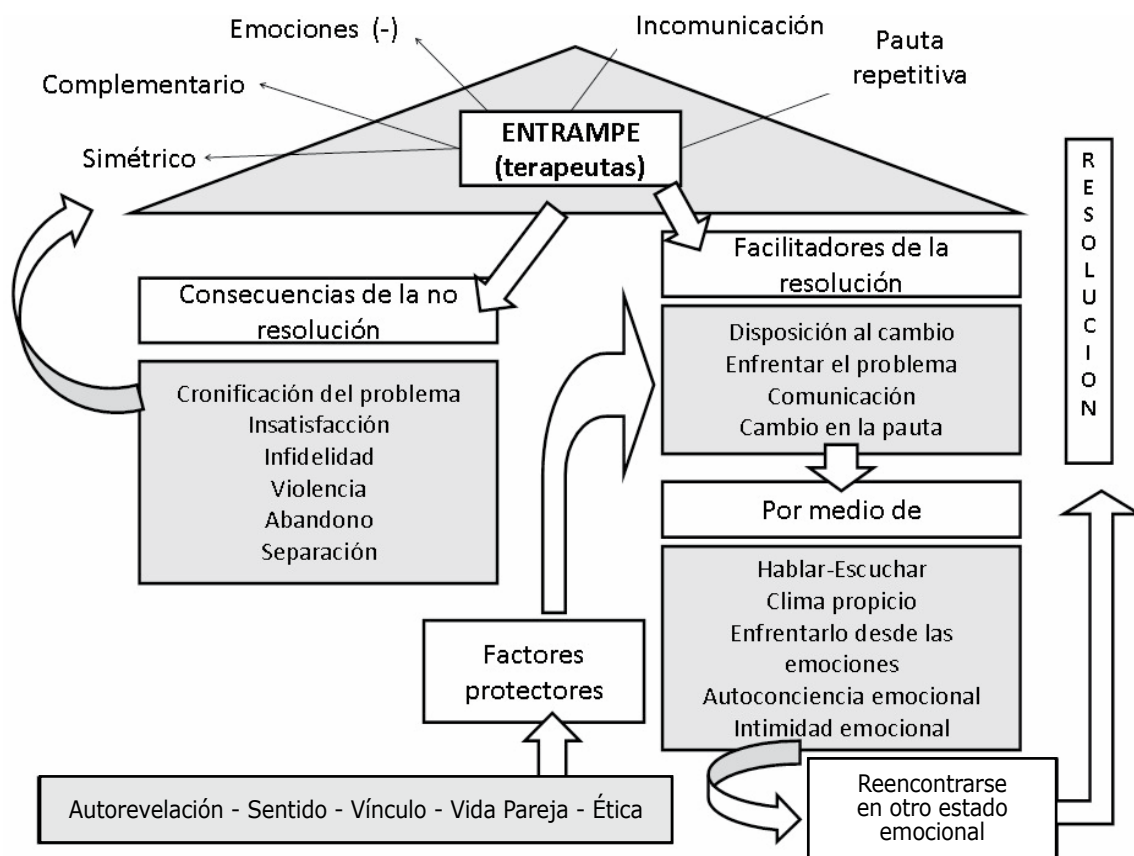 Emociones (-)
Incomunicación
Pauta
repetitiva
Complementario
Simétrico
ENTRAMPE
(terapeutas)
RESOLUCION
Consecuencias de la no
resolución
Cronificación del problema
Insatisfacción
Infidelidad
Violencia
Abandono
Separación
Facilitadores de la
resolución
Disposición al cambio
Enfrentar el problema
Comunicación
Cambio en la pauta
Por medio de
Hablar-Escuchar
Clima propicio
Enfrentarlo desde las
emociones
Autoconciencia emocional
Intimidad emocional
Factores
protectores
Autorevelación - Sentido - Vínculo - Vida Pareja - Ética
Reencontrarse
en otro estado
emocional